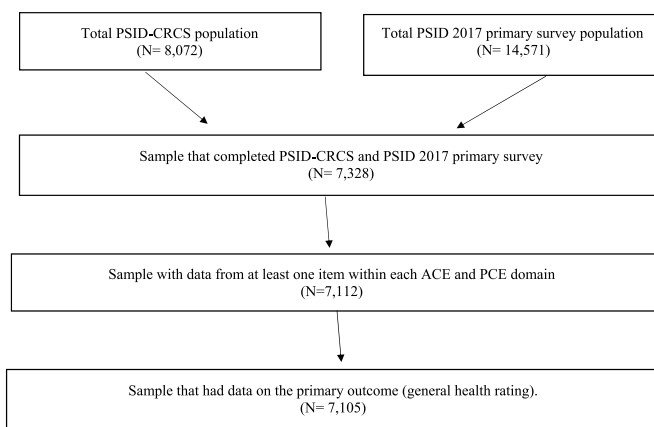 Total PSID-CRCS population
(N= 8,072)
Total PSID 2017 primary survey population
(N= 14,571)
Sample that completed PSID-CRCS and PSID 2017 primary survey
(N= 7,328)
Sample with data from at least one item within each ACE and PCE domain
(N=7,112)
Sample that had data on the primary outcome (general health rating).
(N= 7,105)